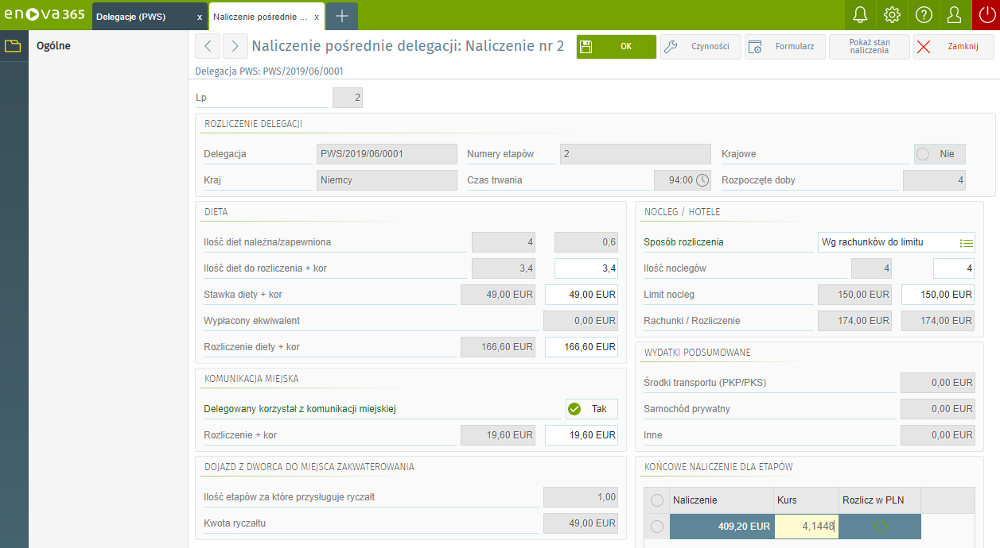 enova365 Delegacje (PWS) x Naliczenie pośrednie ... x
Ogólne
Naliczenie pośrednie delegacji: Naliczenie nr 2 OK Czynności Formularz Pokaż stan naliczenia Zamknij
Delegacja PWS: PWS/2019/06/0001
Lp 2
ROZLICZENIE DELEGACJI
Delegacja PWS/2019/06/0001 Numery etapów 2 Krajowe Nie
Kraj Niemcy Czas trwania 94:00 Rozpoczęte doby 4
DIETA
Ilość diet należna/zapewniona 4 0,6
Ilość diet do rozliczenia + kor 3,4 3,4
Stawka diety + kor 49,00 EUR 49,00 EUR
Wypłacony ekwiwalent 0,00 EUR
Rozliczenie diety + kor 166,60 EUR 166,60 EUR
NOCLEG / HOTELE
Sposób rozliczenia Wg rachunków do limitu
Ilość noclegów 4 4
Limit nocleg 150,00 EUR 150,00 EUR
Rachunki / Rozliczenie 174,00 EUR 174,00 EUR
KOMUNIKACJA MIEJSKA
Delegowany korzystał z komunikacji miejskiej Tak
Rozliczenie + kor 19,60 EUR 19,60 EUR
WYDATKI PODSUMOWANE
Środki transportu (PKP/PKS) 0,00 EUR
Samochód prywatny 0,00 EUR
Inne 0,00 EUR
DOJAZD Z DWORCA DO MIEJSCA ZAKWATEROWANIA
Ilość etapów za które przysługuje ryczałt 1,00
Kwota ryczałtu 49,00 EUR
KOŃCOWE NALICZENIE DLA ETAPÓW
Naliczenie Kurs Rozlicz w PLN
409,20 EUR 4,1448